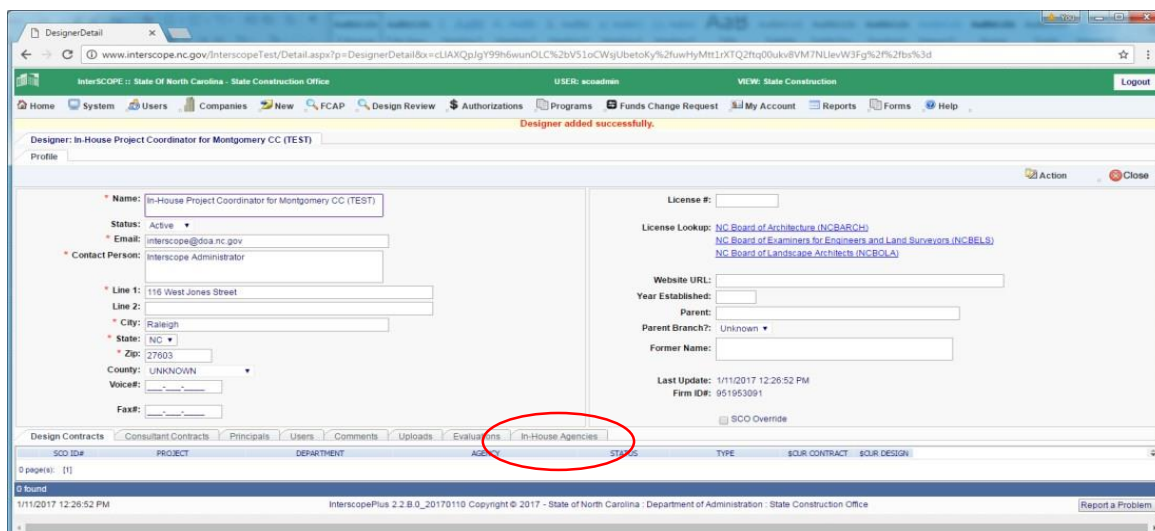 DesignerDetail
www.interscope.nc.gov/InterscopeTest/Detail.aspx?p=DesignerDetail&x=
InterSCOPE :: State Of North Carolina - State Construction Office USER: scoadmin VIEW: State Construction Logout
Home System Users Companies New FCAP Design Review Authorizations Programs Funds Change Request My Account Reports Forms Help
Designer added successfully.
Designer: In-House Project Coordinator for Montgomery CC (TEST)
Profile
Action Close
* Name: In-House Project Coordinator for Montgomery CC (TEST)
Status: Active
* Email: interscope@doa.nc.gov
* Contact Person: Interscope Administrator
* Line 1: 116 West Jones Street
Line 2:
* City: Raleigh
* State: NC
* Zip: 27603
County: UNKNOWN
Voice#: ___-___-____
Fax#: ___-___-____
License #:
License Lookup: NC Board of Architecture (NCBARCH)
NC Board of Examiners for Engineers and Land Surveyors (NCBELS)
NC Board of Landscape Architects (NCBOLA)
Website URL:
Year Established:
Parent:
Parent Branch?: Unknown
Former Name:
Last Update: 1/11/2017 12:26:52 PM
Firm ID#: 951953091
SCO Override
Design Contracts Consultant Contracts Principals Users Comments Uploads Evaluations In-House Agencies
SCO ID# PROJECT DEPARTMENT AGENCY STATUS TYPE $CUR CONTRACT $CUR DESIGN
0 page(s): [1]
0 found
1/11/2017 12:26:52 PM InterscopePlus 2.2.B.0_20170110 Copyright © 2017 - State of North Carolina : Department of Administration : State Construction Office Report a Problem